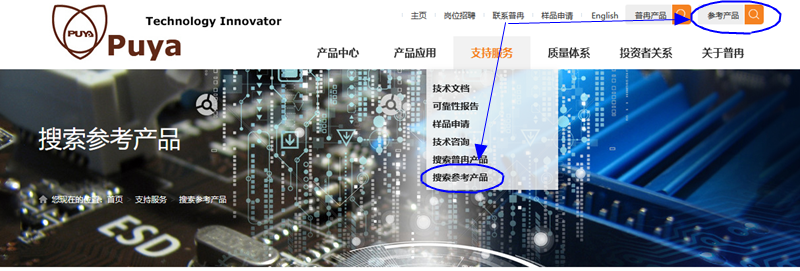 Technology Innovator
PUYA
Puya
主页 岗位招聘 联系普冉 样品申请 English 普冉产品 参考产品
产品中心 产品应用 支持服务 质量体系 投资者关系 关于普冉
技术文档
可靠性报告
样品申请
技术咨询
搜索普冉产品
搜索参考产品
搜索参考产品
您现在的位置: 首页 支持服务 搜索参考产品
ESD